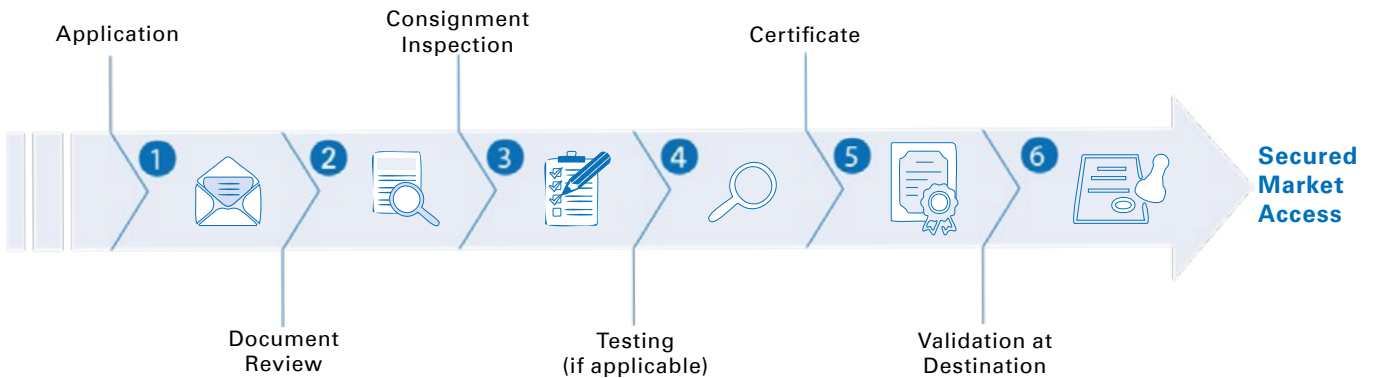 Application
Consignment
Inspection
Certificate
1
2
3
4
5
6
Secured
Market
Access
Document
Review
Testing
(if applicable)
Validation at
Destination